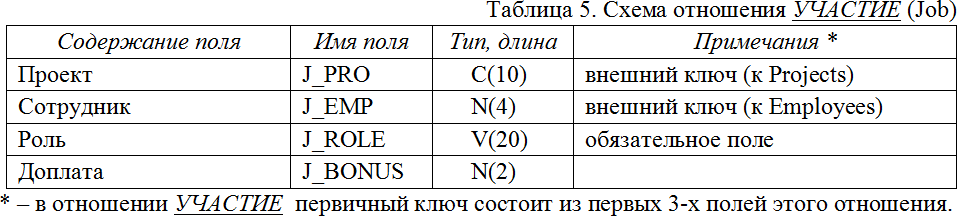 Таблица 5. Схема отношения УЧАСТИЕ (Job)
Содержание поля Имя поля Тип, длина Примечания *
Проект J_PRO C(10) внешний ключ (к Projects)
Сотрудник J_EMP N(4) внешний ключ (к Employees)
Роль J_ROLE V(20) обязательное поле
Доплата J_BONUS N(2)
* – в отношении УЧАСТИЕ первичный ключ состоит из первых 3-х полей этого отношения.